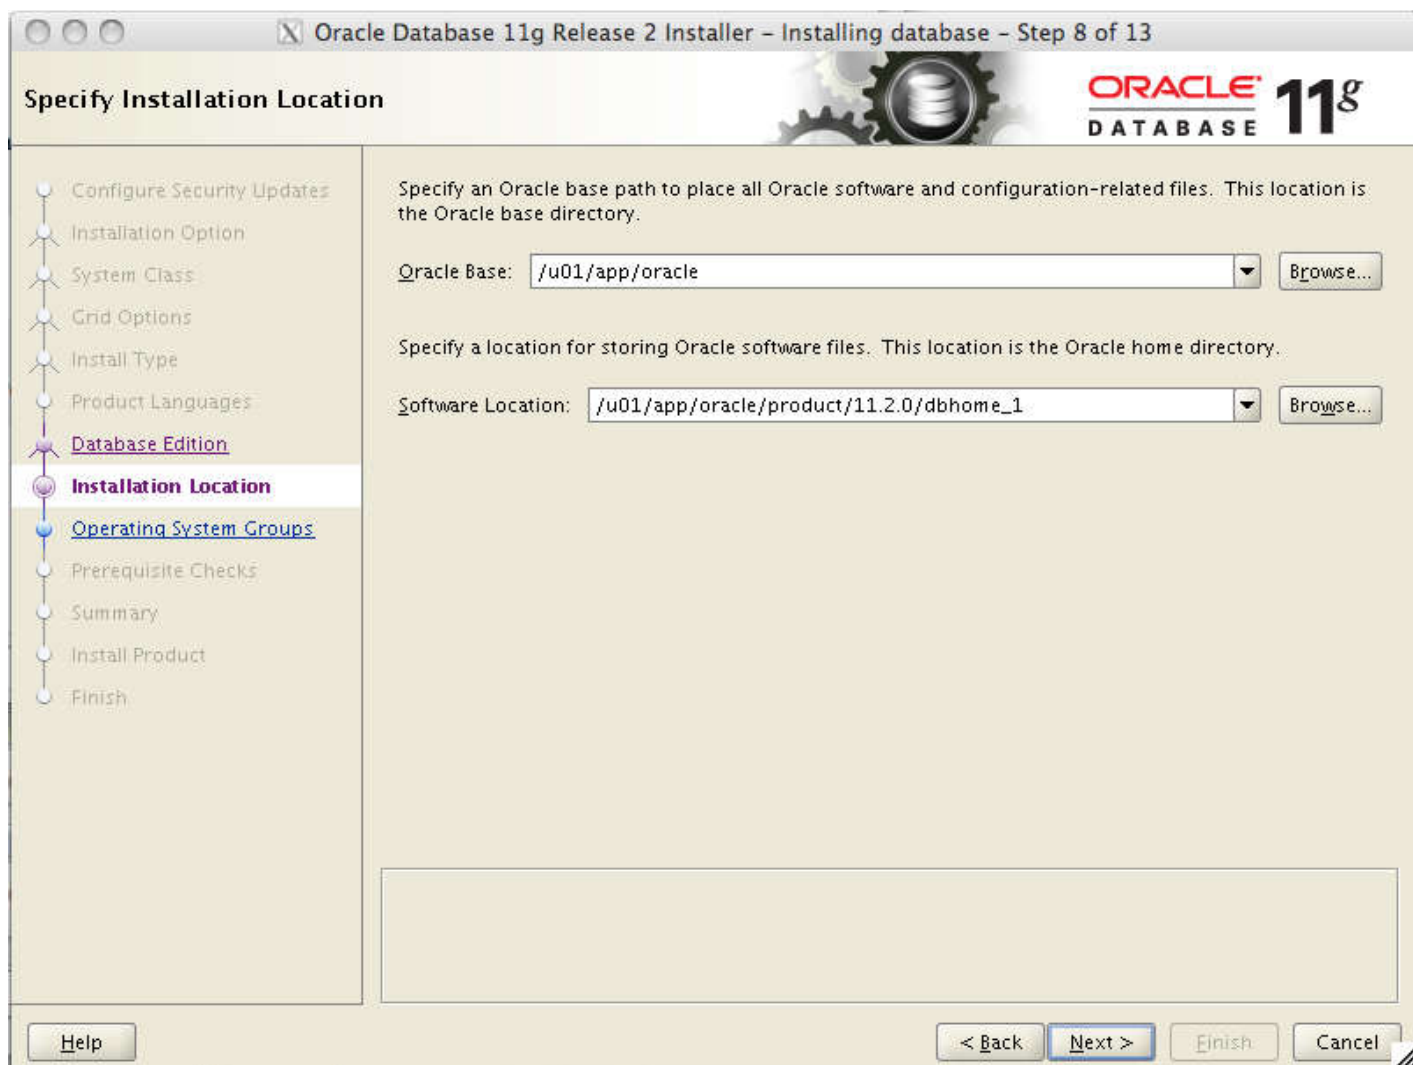 X Oracle Database 11g Release 2 Installer – Installing database – Step 8 of 13
Specify Installation Location
ORACLE
DATABASE
11g
Configure Security Updates
Installation Option
System Class
Grid Options
Install Type
Product Languages
Database Edition
Installation Location
Operating System Groups
Prerequisite Checks
Summary
Install Product
Finish
Specify an Oracle base path to place all Oracle software and configuration-related files. This location is
the Oracle base directory.
Oracle Base: /u01/app/oracle Browse...
Specify a location for storing Oracle software files. This location is the Oracle home directory.
Software Location: /u01/app/oracle/product/11.2.0/dbhome_1 Browse...
Help < Back Next > Finish Cancel